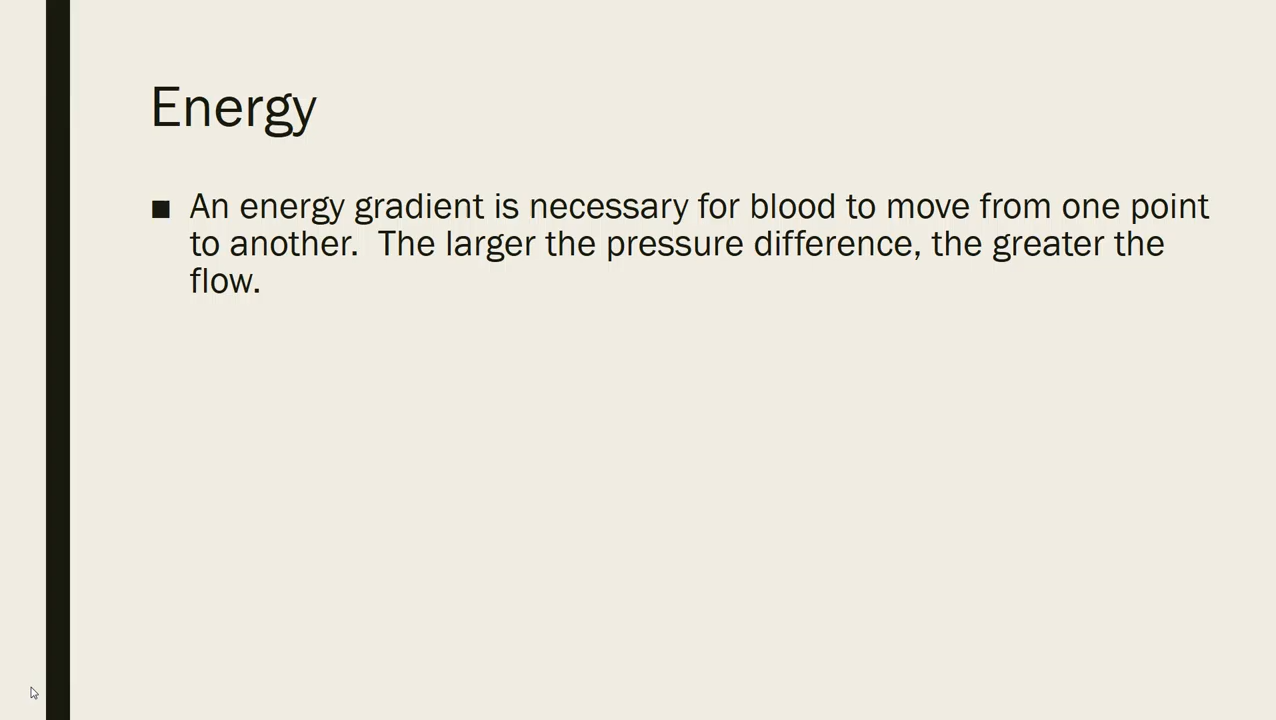 Energy
■ An energy gradient is necessary for blood to move from one point
to another.  The larger the pressure difference, the greater the
flow.